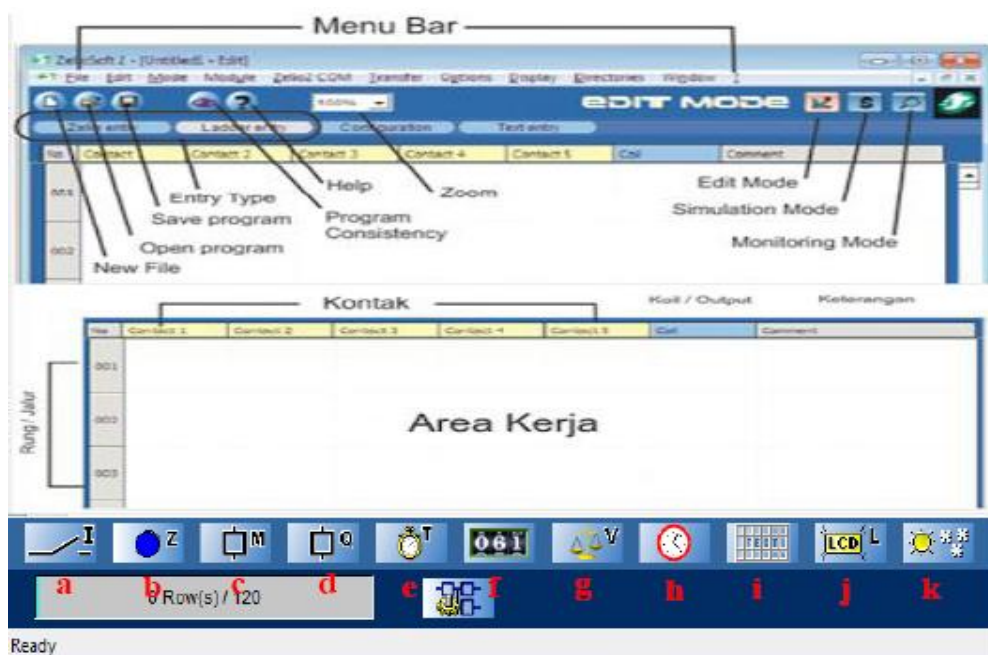 Menu Bar
ZelioSoft 2 - [Untitled1 - Edit]
File Edit Mode Module Zelio2 COM Transfer Options Display Directories Window ?
EDIT MODE
Zelio entry Ladder entry Configuration Text entry
No Contact 1 Contact 2 Contact 3 Contact 4 Contact 5 Coil Comment
001
Entry Type
Help
Zoom
Edit Mode
Save program
Program Consistency
Simulation Mode
002
Open program
Monitoring Mode
New File
Kontak
Koil / Output
Keterangan
No Contact 1 Contact 2 Contact 3 Contact 4 Contact 5 Coil Comment
001
Rung / Jalur
002
Area Kerja
003
I Z M Q T 061 V TEXTS LCD L ***
a b c d e f g h i j k
0 Row(s) / 120
Ready